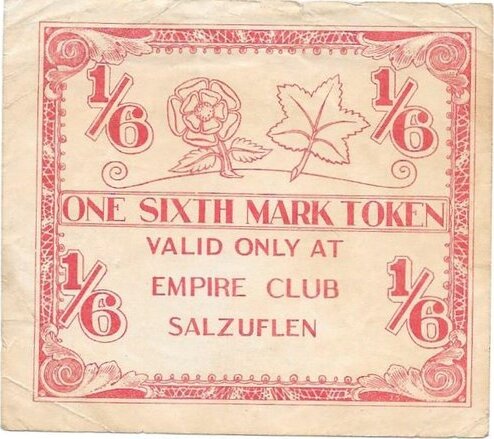 1/6 1/6
ONE SIXTH MARK TOKEN
VALID ONLY AT
EMPIRE CLUB
SALZUFLEN
1/6 1/6